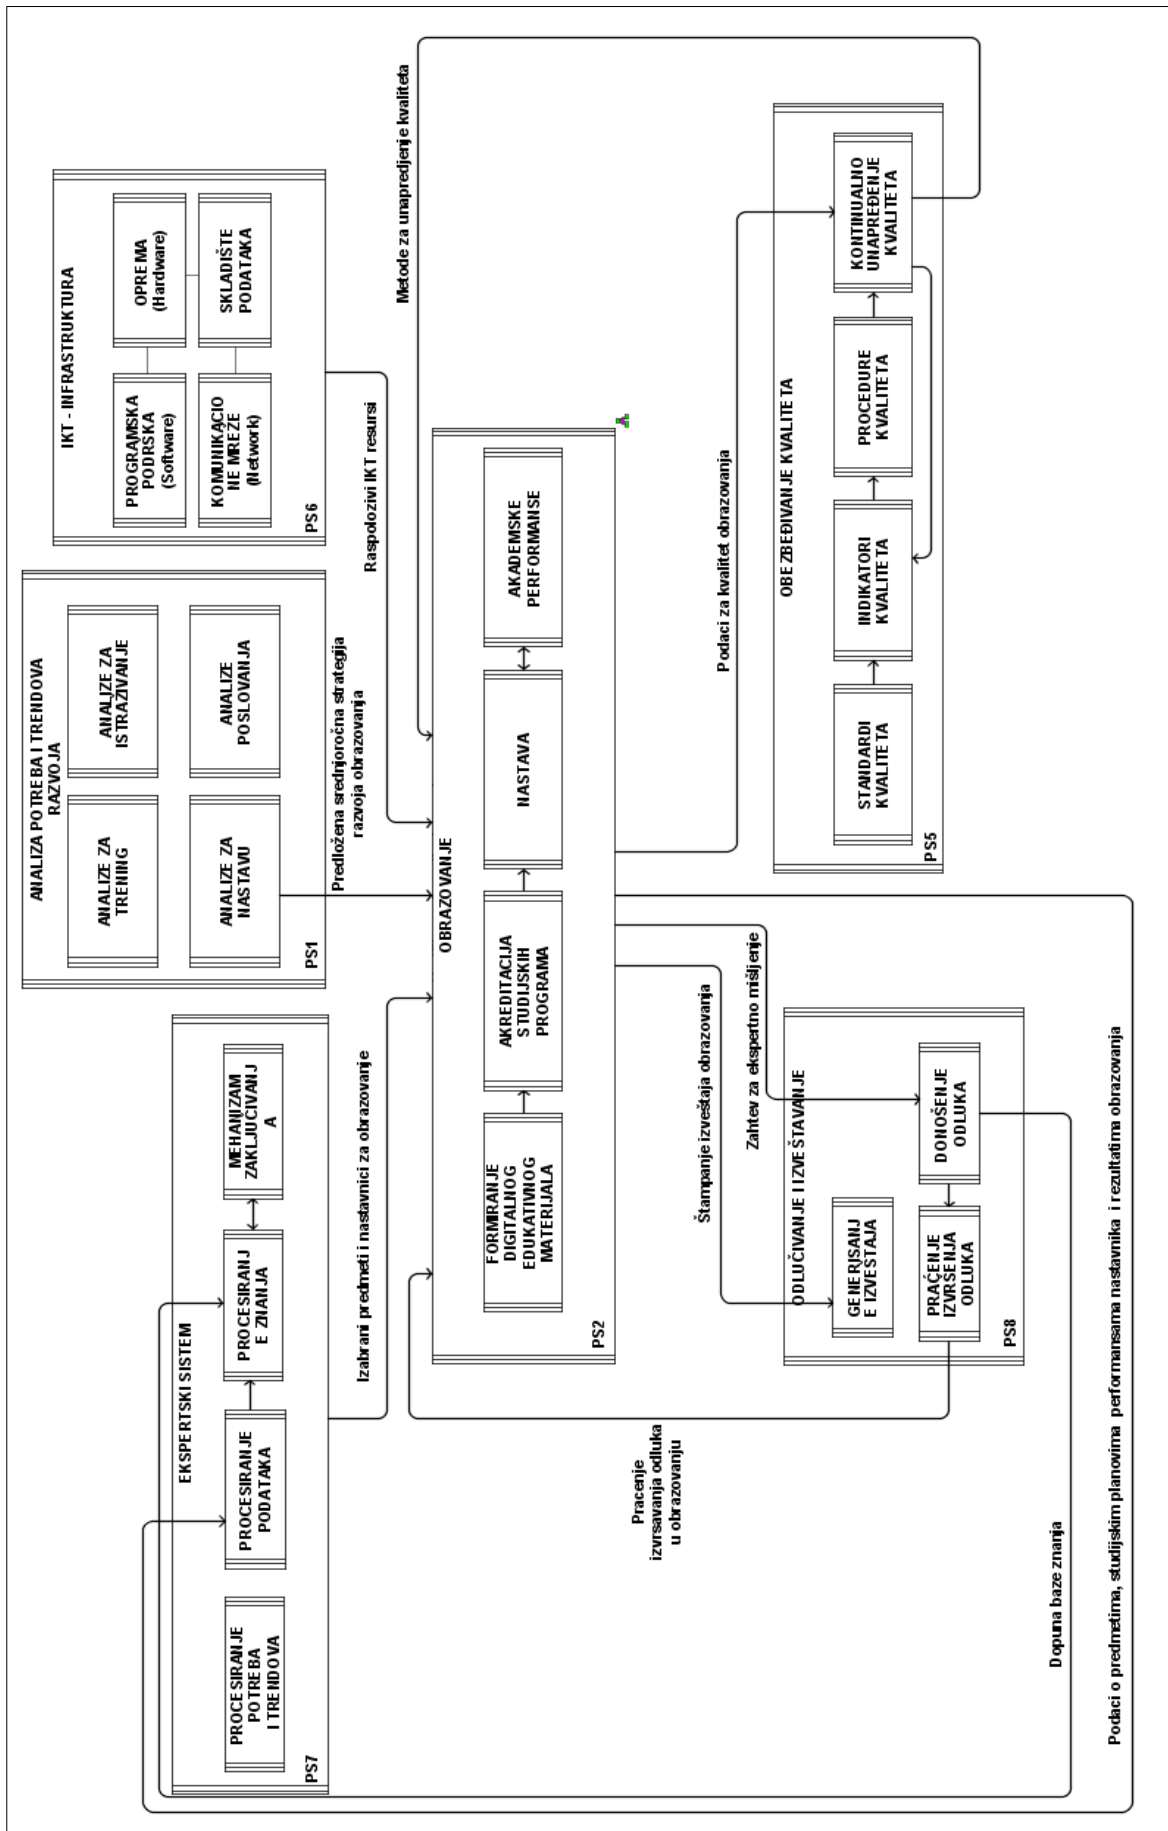 EKSPERTSKI SISTEM
PROCESIRANJE
POTREBA
I TRENDOVA
PROCESIRANJE
PODATAKA
PROCESIRANJ
E ZNANJA
MEHANIZAM
ZAKLJUČIVANJ
A
PS7
ANALIZA POTREBA I TRENDOVA
RAZVOJA
ANALIZE ZA
TRENING
ANALIZE ZA
ISTRAŽIVANJE
ANALIZE ZA
NASTAVU
ANALIZE
POSLOVANJA
PS1
IKT - INFRASTRUKTURA
PROGRAMSKA
PODRŠKA
(Software)
OPREMA
(Hardware)
KOMUNIKACIO
NE MREŽE
(Network)
SKLADIŠTE
PODATAKA
PS6
Izabrani predmeti i nastavnici za obrazovanje
Predložena srednjoročna strategija
razvoja obrazovanja
Raspolozivi IKT resursi
Metode za unapredjenje kvaliteta
OBRAZOVANJE
FORMIRANJE
DIGITALNOG
EDUKATIVNOG
MATERIJALA
AKREDITACIJA
STUDIJSKIH
PROGRAMA
NASTAVA
AKADEMSKE
PERFORMANSE
PS2
Pracenje
izvrsavanja odluka
u obrazovanju
Štampanje izveštaja obrazovanja
Zahtev za ekspertno mišljenje
Podaci za kvalitet obrazovanja
ODLUČIVANJE I IZVEŠTAVANJE
GENERISANJ
E IZVESTAJA
PRAĆENJE
IZVRŠENJA
ODLUKA
DONOŠENJE
ODLUKA
PS8
OBEZBEĐIVANJE KVALITETA
STANDARDI
KVALITETA
INDIKATORI
KVALITETA
PROCEDURE
KVALITETA
KONTINUALNO
UNAPREĐENJE
KVALITETA
PS5
Dopuna baze znanja
Podaci o predmetima, studijskim planovima performansama nastavnika i rezultatima obrazovanja